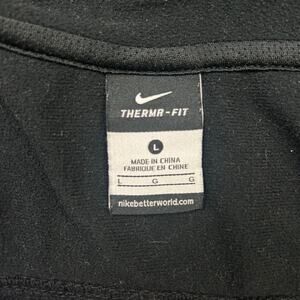 THERMA-FIT
L
MADE IN CHINA
FABRIQUÉ EN CHINE
L G G
nikebetterworld.com